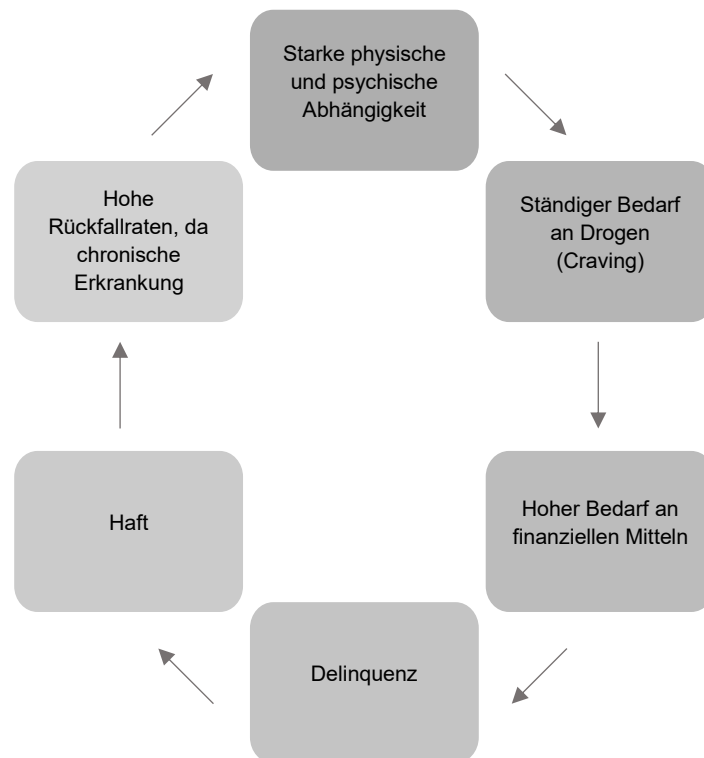 Starke physische
und psychische
Abhängigkeit
Ständiger Bedarf
an Drogen
(Craving)
Hoher Bedarf an
finanziellen Mitteln
Delinquenz
Haft
Hohe
Rückfallraten, da
chronische
Erkrankung